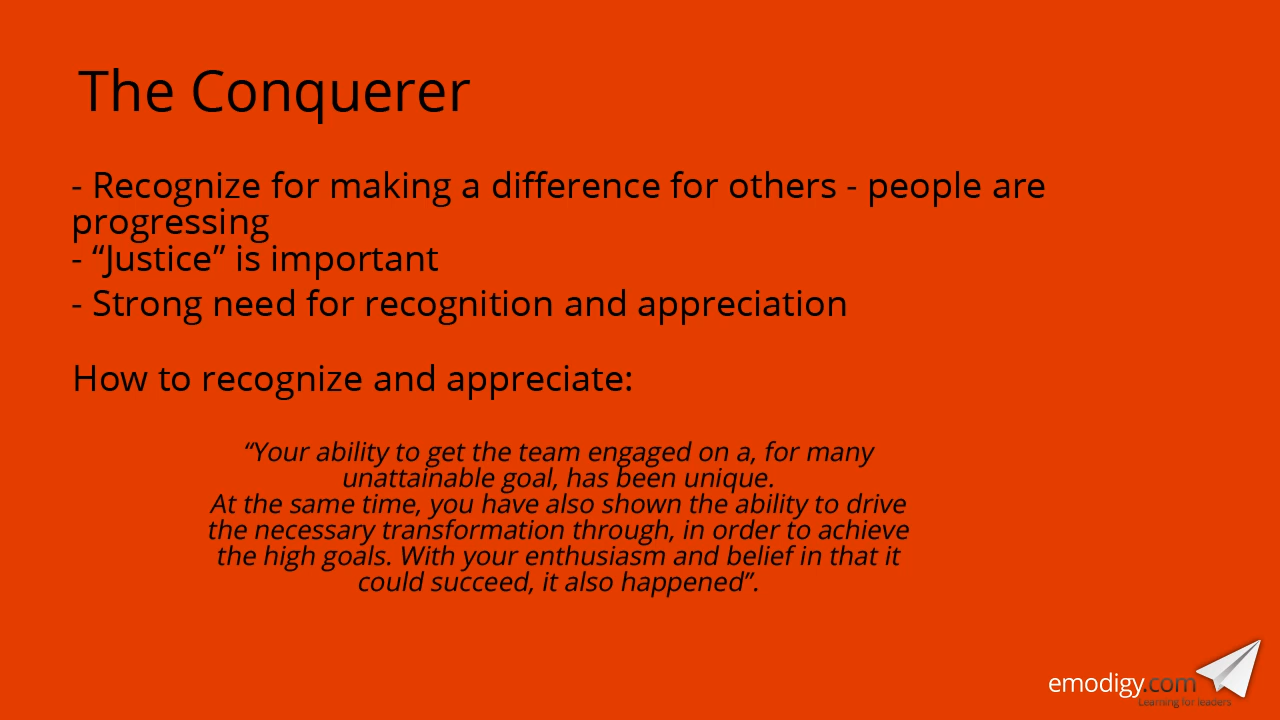 The Conquerer
- Recognize for making a difference for others - people are
progressing
- “Justice” is important
- Strong need for recognition and appreciation
How to recognize and appreciate:
“Your ability to get the team engaged on a, for many
unattainable goal, has been unique.
At the same time, you have also shown the ability to drive
the necessary transformation through, in order to achieve
the high goals. With your enthusiasm and belief in that it
could succeed, it also happened”.
emodigy.com
Learning for leaders